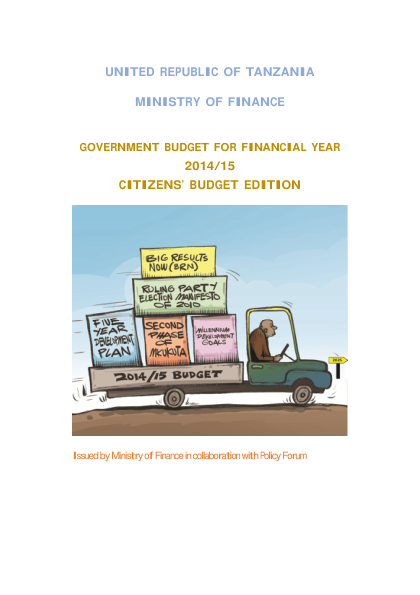 UNITED REPUBLIC OF TANZANIA
MINISTRY OF FINANCE
GOVERNMENT BUDGET FOR FINANCIAL YEAR
2014/15
CITIZENS' BUDGET EDITION
BIG RESULTS
NOW (BRN)
RULING PARTY
ELECTION MANIFESTO
OF 2010
FIVE
YEAR
DEVELOPMENT
PLAN
SECOND
PHASE
OF
MKUKUTA
MILLENNIUM
DEVELOPMENT
GOALS
2014/15 BUDGET
Issued by Ministry of Finance in collaboration with Policy Forum